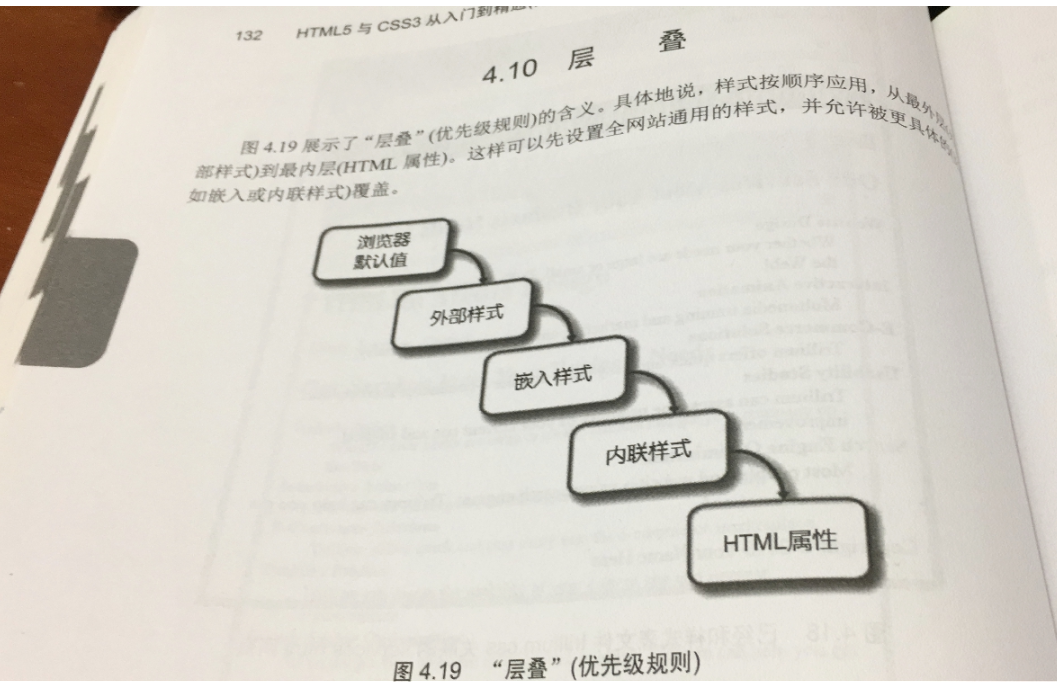 132 HTML5 与 CSS3 从入门到精通
4.10 层 叠
图 4.19 展示了“层叠”(优先级规则)的含义。具体地说，样式按顺序应用，从最外层
部样式)到最内层(HTML 属性)。这样可以先设置全网站通用的样式，并允许被更具体的
如嵌入或内联样式)覆盖。
浏览器
默认值
外部样式
嵌入样式
内联样式
HTML属性
图 4.19 “层叠”(优先级规则)